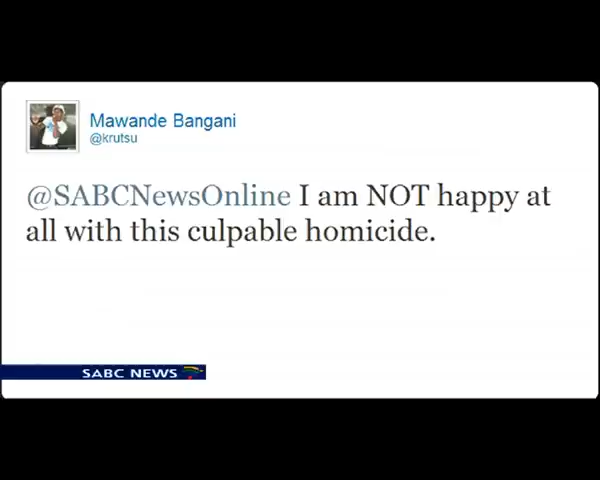 Mawande Bangani
@krutsu
@SABCNewsOnline I am NOT happy at
all with this culpable homicide.
SABC NEWS